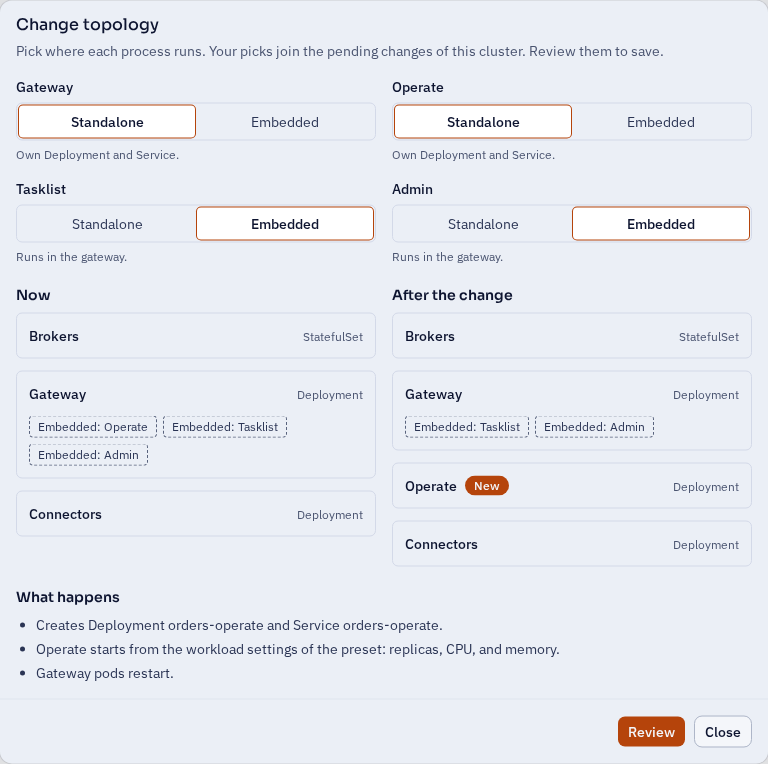 Change topology
Pick where each process runs. Your picks join the pending changes of this cluster. Review them to save.
Gateway
Standalone Embedded
Own Deployment and Service.
Operate
Standalone Embedded
Own Deployment and Service.
Tasklist
Standalone Embedded
Runs in the gateway.
Admin
Standalone Embedded
Runs in the gateway.
Now
Brokers StatefulSet
Gateway Deployment
Embedded: Operate Embedded: Tasklist
Embedded: Admin
Connectors Deployment
After the change
Brokers StatefulSet
Gateway Deployment
Embedded: Tasklist Embedded: Admin
Operate New Deployment
Connectors Deployment
What happens
• Creates Deployment orders-operate and Service orders-operate.
• Operate starts from the workload settings of the preset: replicas, CPU, and memory.
• Gateway pods restart.
Review Close